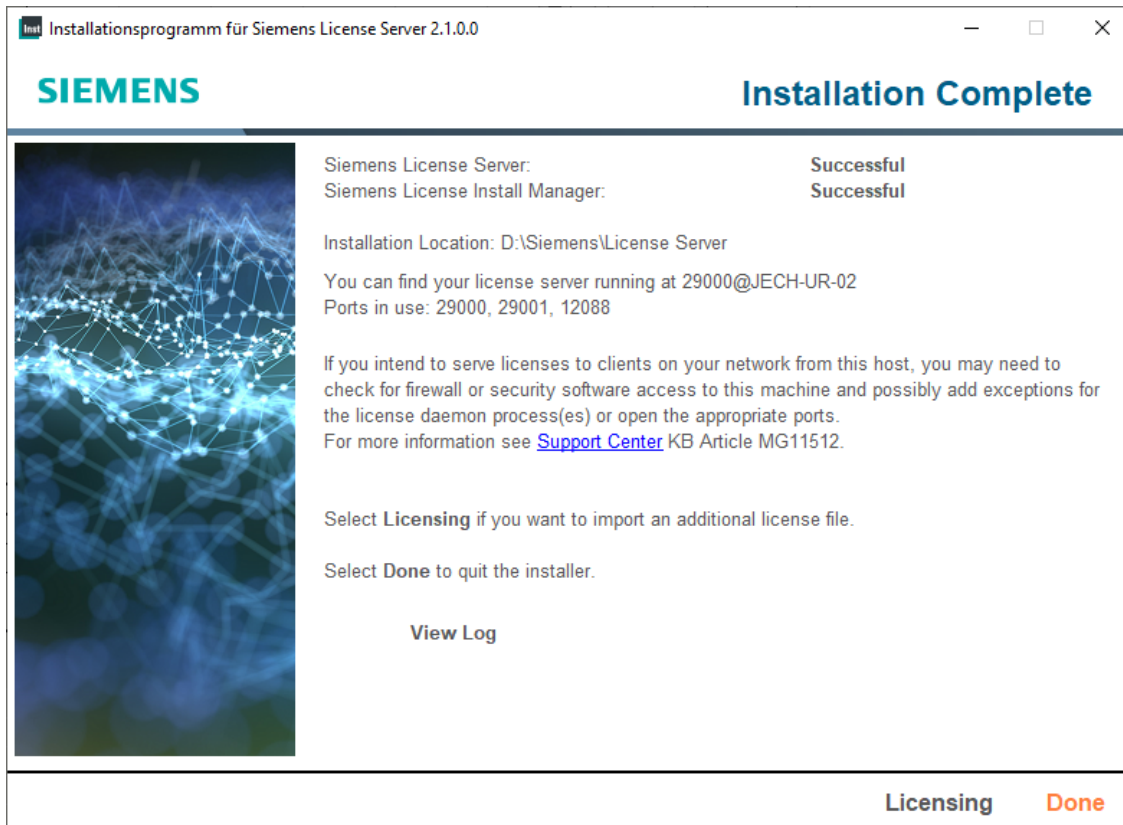 Inst Installationsprogramm für Siemens License Server 2.1.0.0
SIEMENS
Installation Complete
Siemens License Server: Successful
Siemens License Install Manager: Successful
Installation Location: D:\Siemens\License Server
You can find your license server running at 29000@JECH-UR-02
Ports in use: 29000, 29001, 12088
If you intend to serve licenses to clients on your network from this host, you may need to
check for firewall or security software access to this machine and possibly add exceptions for
the license daemon process(es) or open the appropriate ports.
For more information see Support Center KB Article MG11512.
Select Licensing if you want to import an additional license file.
Select Done to quit the installer.
View Log
Licensing Done